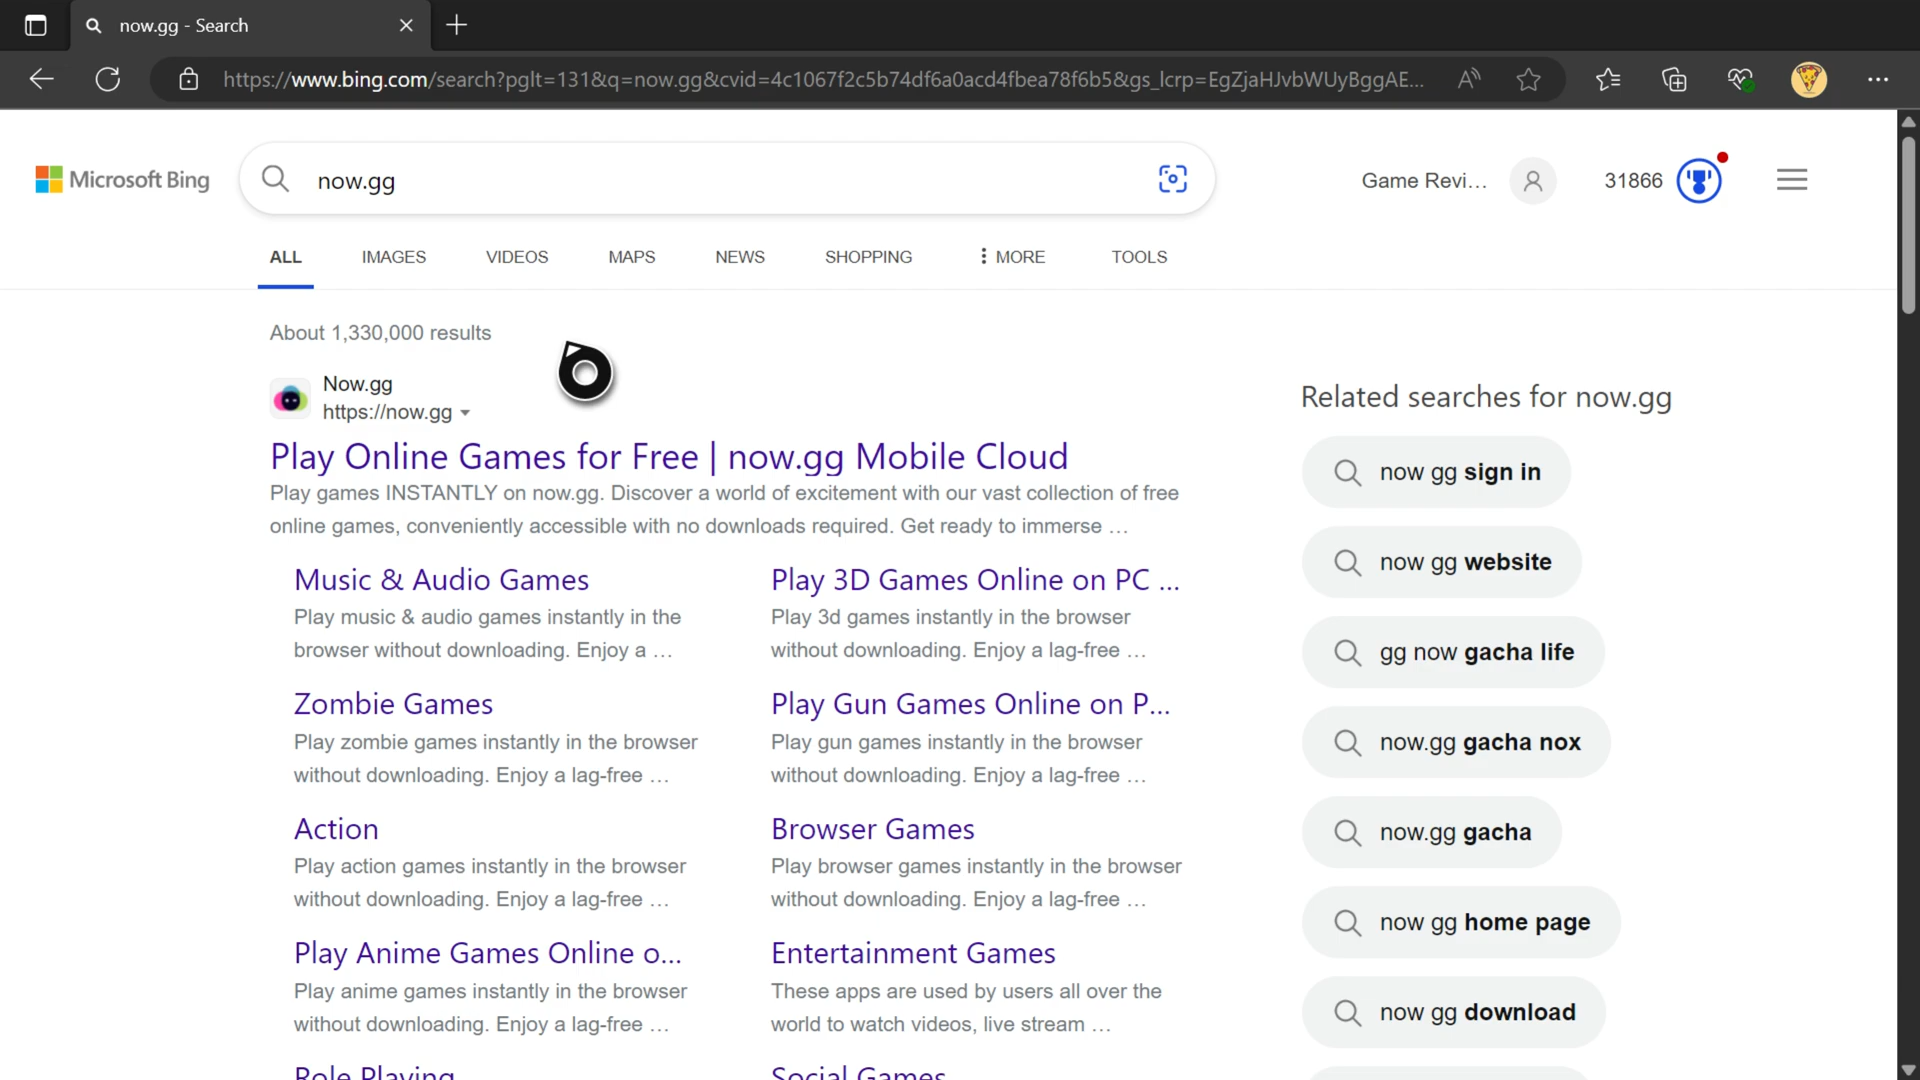 now.gg - Search
https://www.bing.com/search?pglt=131&q=now.gg&cvid=4c1067f2c5b74df6a0acd4fbea78f6b5&gs_lcrp=EgZjaHJvbWUyBggAE...
Microsoft Bing
now.gg
Game Revi...
31866
ALL
IMAGES
VIDEOS
MAPS
NEWS
SHOPPING
MORE
TOOLS
About 1,330,000 results
Now.gg
https://now.gg
Play Online Games for Free | now.gg Mobile Cloud
Play games INSTANTLY on now.gg. Discover a world of excitement with our vast collection of free
online games, conveniently accessible with no downloads required. Get ready to immerse ...
Music & Audio Games
Play music & audio games instantly in the
browser without downloading. Enjoy a ...
Play 3D Games Online on PC ...
Play 3d games instantly in the browser
without downloading. Enjoy a lag-free ...
Zombie Games
Play zombie games instantly in the browser
without downloading. Enjoy a lag-free ...
Play Gun Games Online on P...
Play gun games instantly in the browser
without downloading. Enjoy a lag-free ...
Action
Play action games instantly in the browser
without downloading. Enjoy a lag-free ...
Browser Games
Play browser games instantly in the browser
without downloading. Enjoy a lag-free ...
Play Anime Games Online o...
Play anime games instantly in the browser
without downloading. Enjoy a lag-free ...
Entertainment Games
These apps are used by users all over the
world to watch videos, live stream ...
Role Playing
Social Games
Related searches for now.gg
now gg sign in
now gg website
gg now gacha life
now.gg gacha nox
now.gg gacha
now gg home page
now gg download